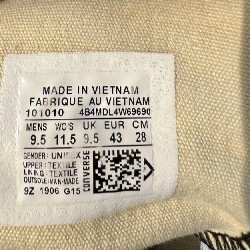 MADE IN VIETNAM
FABRIQUE AU VIETNAM
101010 4B4MDL4W69690
MENS WO'S UK EUR CM
9.5 11.5 9.5 43 28
GENDER: UNISEX
UPPER: TEXTILE
LINING: TEXTILE
OUTSOLE: MAN-MADE
9Z 1906 G15
CONVERSE